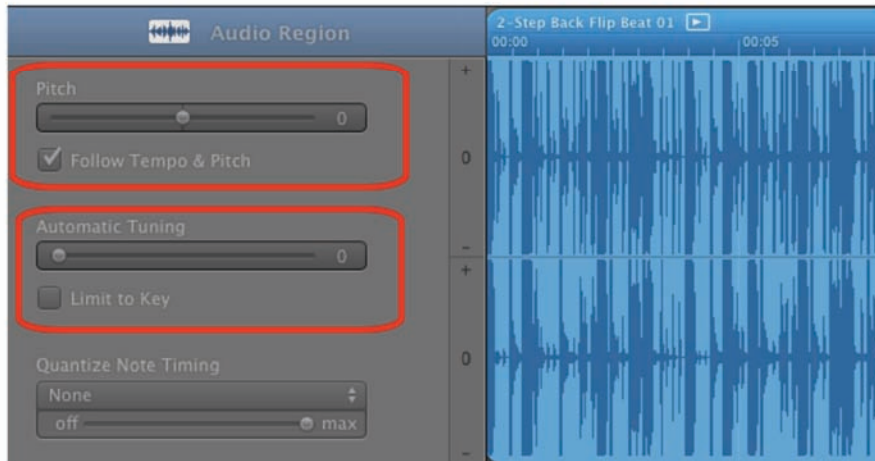 Audio Region
Pitch
0
Follow Tempo & Pitch
Automatic Tuning
0
Limit to Key
Quantize Note Timing
None
off max
+
0
-
+
0
-
2-Step Back Flip Beat 01
00:00 00:05